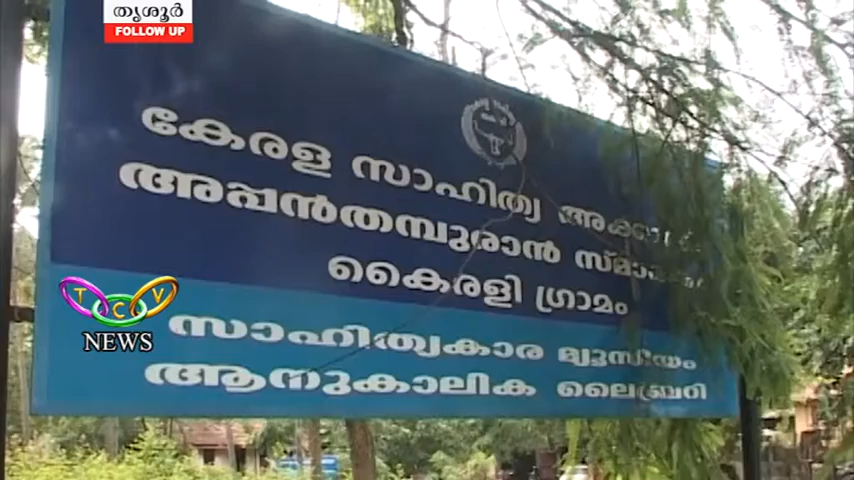 തൃശൂർ
FOLLOW UP
കേരള സാഹിത്യ
അപ്പൻതമ്പുരാൻ
കൈരളി ഗ്രാമം
സാഹിത്യകാര മ്യൂസിയം
ആനുകാലിക ലൈബ്രറി
TCV
NEWS